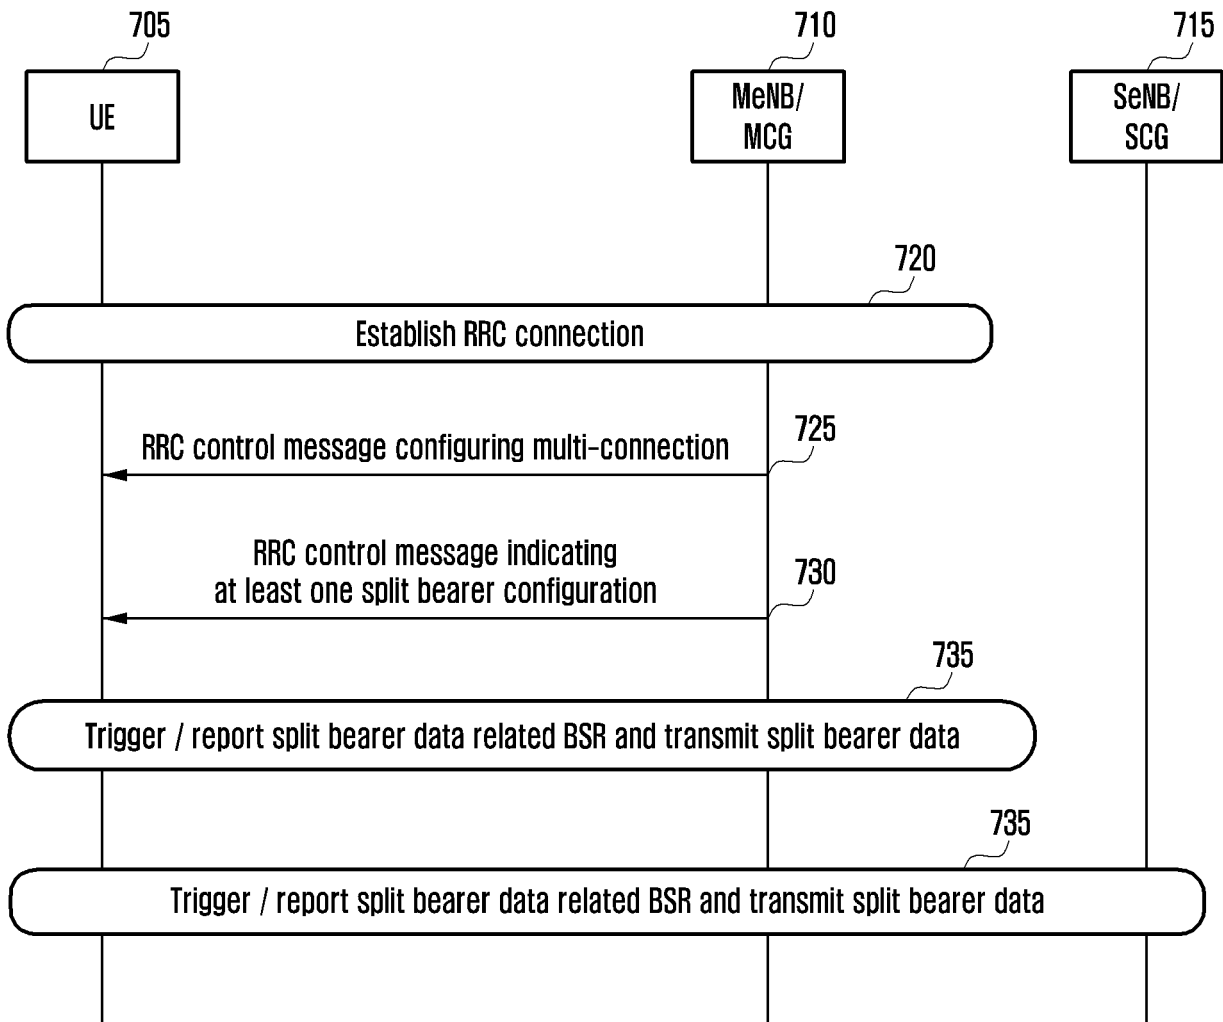 705
710
715
UE
MeNB/
MCG
SeNB/
SCG
720
Establish RRC connection
725
RRC control message configuring multi-connection
RRC control message indicating
at least one split bearer configuration
730
735
Trigger / report split bearer data related BSR and transmit split bearer data
735
Trigger / report split bearer data related BSR and transmit split bearer data